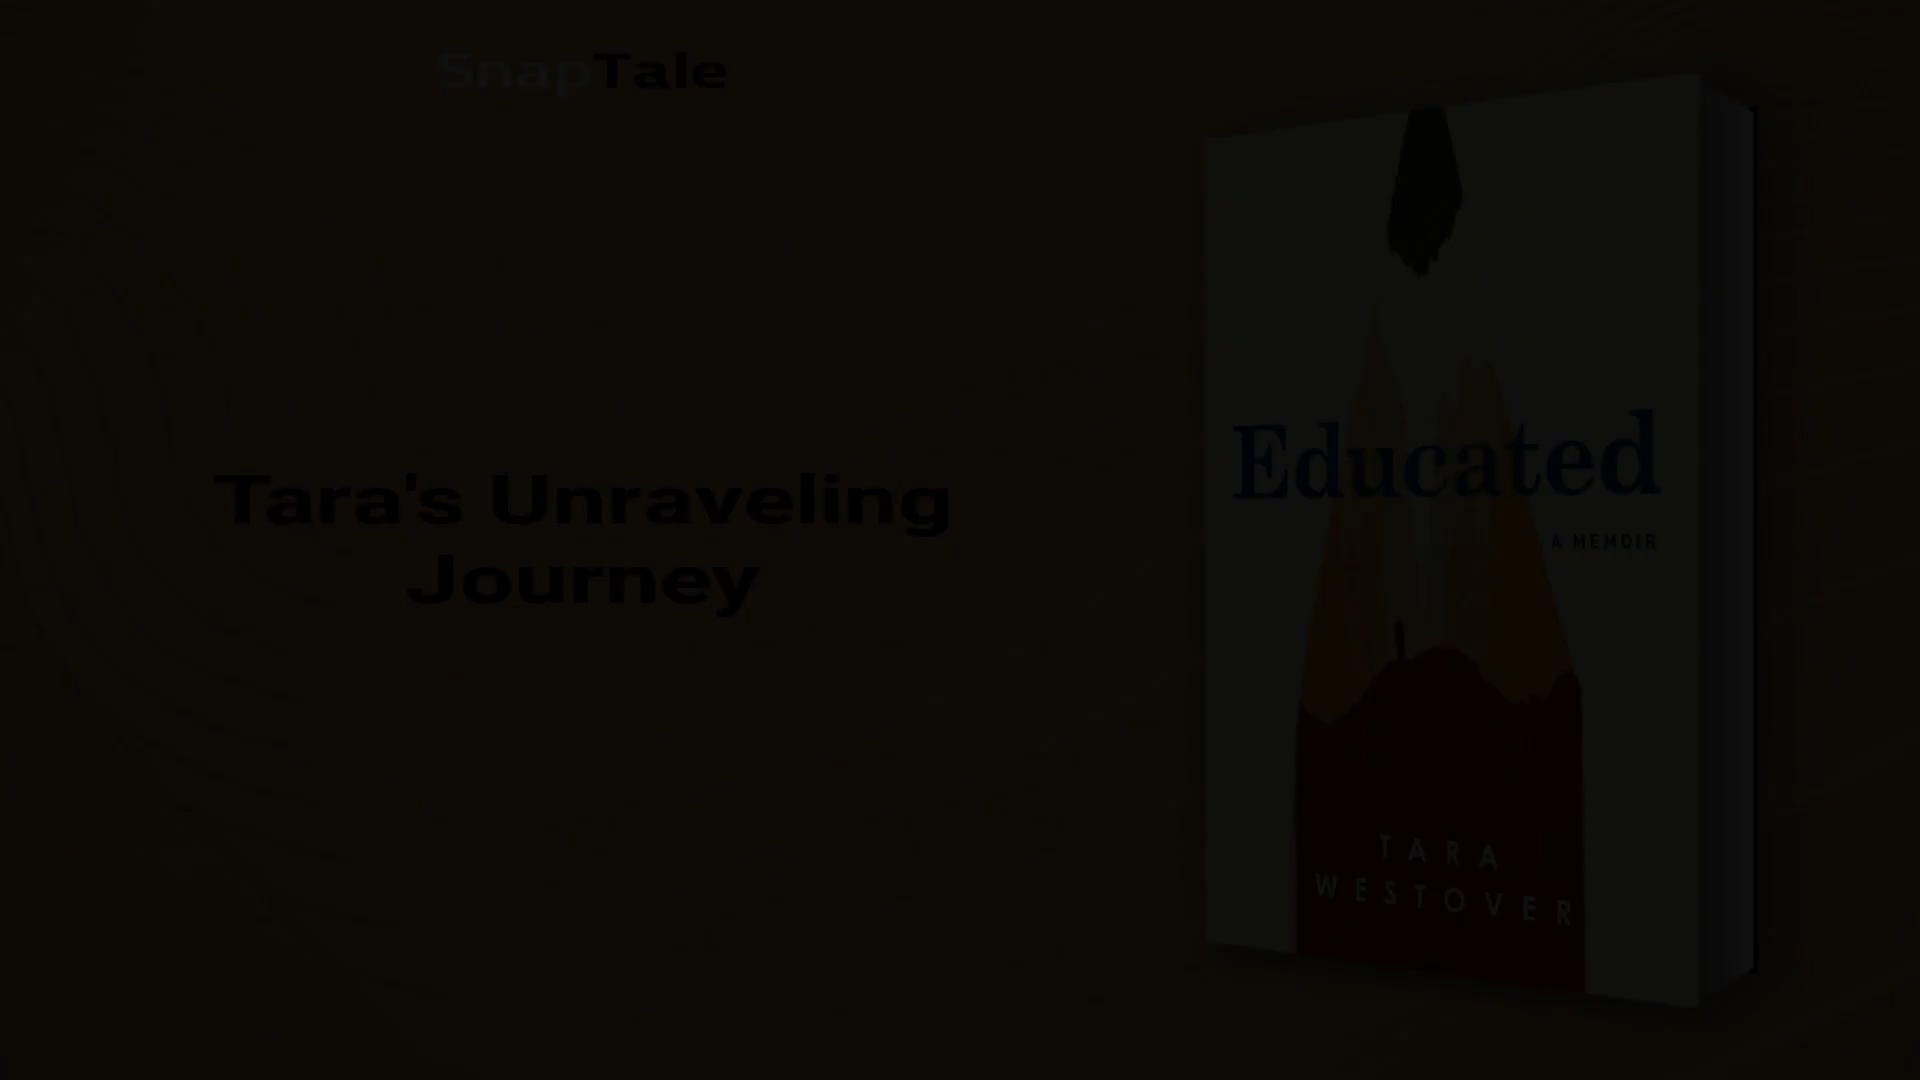 SnapTale
Tara's Unraveling
Journey
Educated
A MEMOIR
TARA
WESTOVER